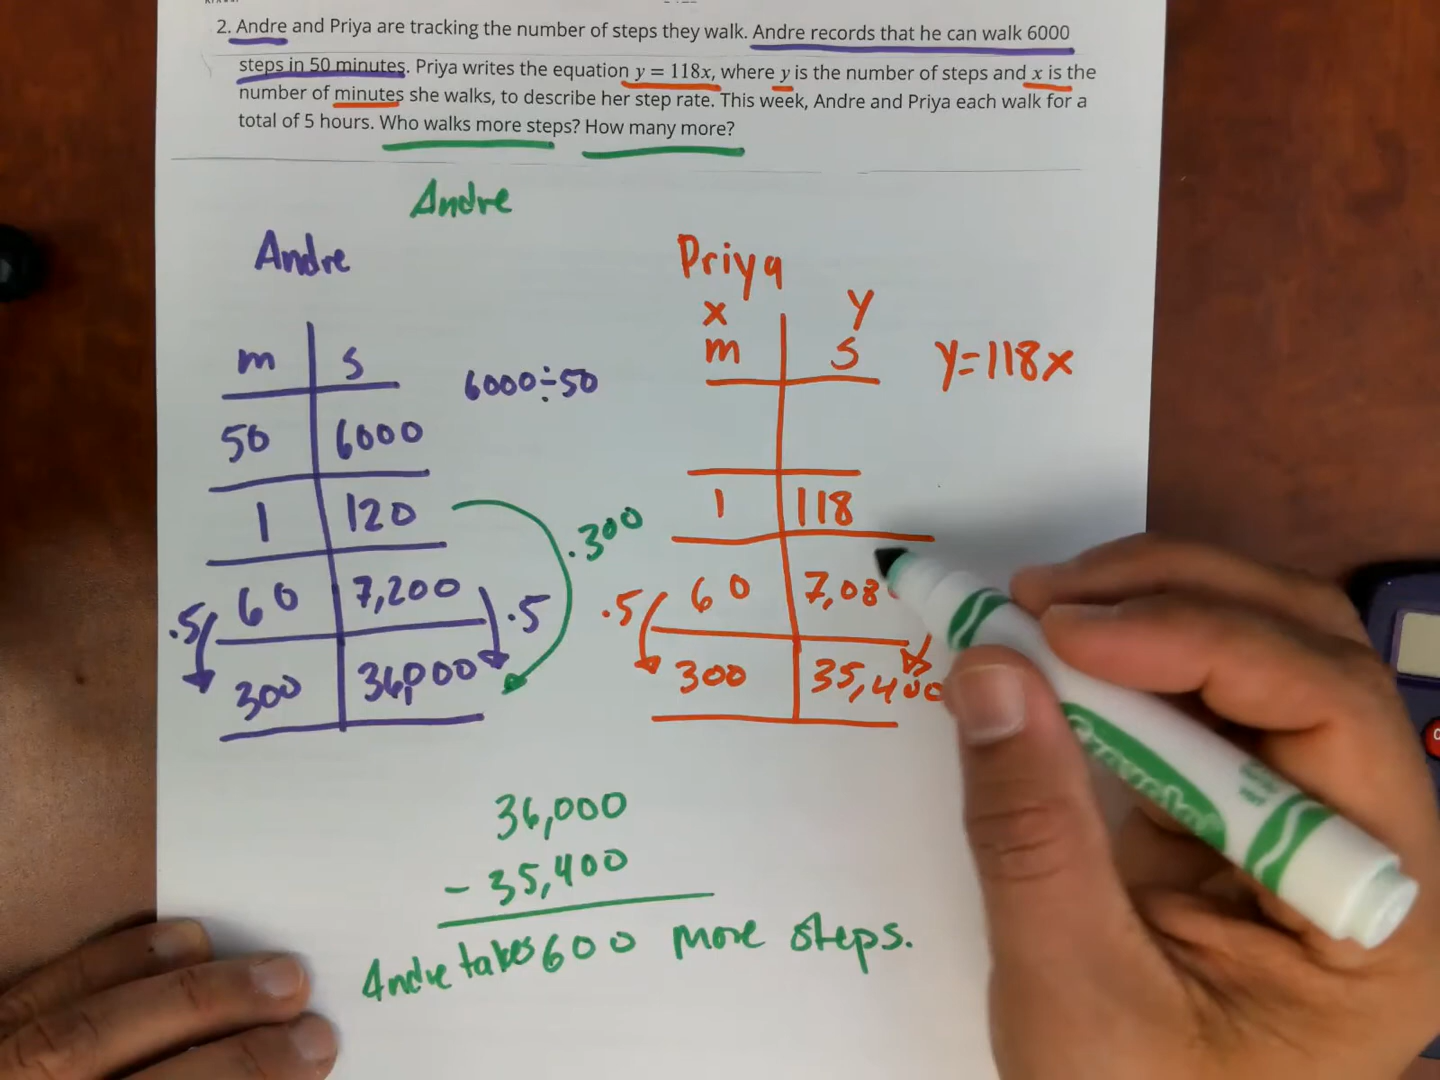 2. Andre and Priya are tracking the number of steps they walk. Andre records that he can walk 6000
steps in 50 minutes. Priya writes the equation y = 118x, where y is the number of steps and x is the
number of minutes she walks, to describe her step rate. This week, Andre and Priya each walk for a
total of 5 hours. Who walks more steps? How many more?
Andre
Andre
m s
6000÷50
50 6000
1 120
60 7,200
300 36,000
.5
.5
.300
Priya
x y
m s
y=118x
1 118
60 7,08
300 35,400
.5
36,000
- 35,400
Andre takes 600 more steps.